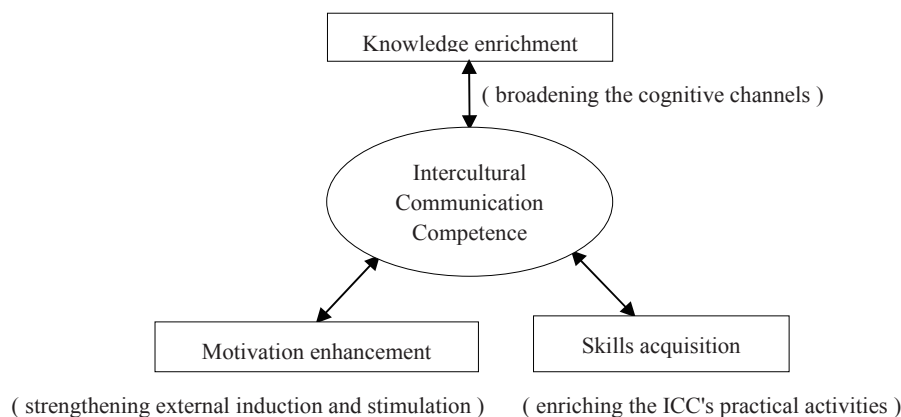 Knowledge enrichment
( broadening the cognitive channels )
Intercultural
Communication
Competence
Motivation enhancement
Skills acquisition
( strengthening external induction and stimulation )
( enriching the ICC's practical activities )